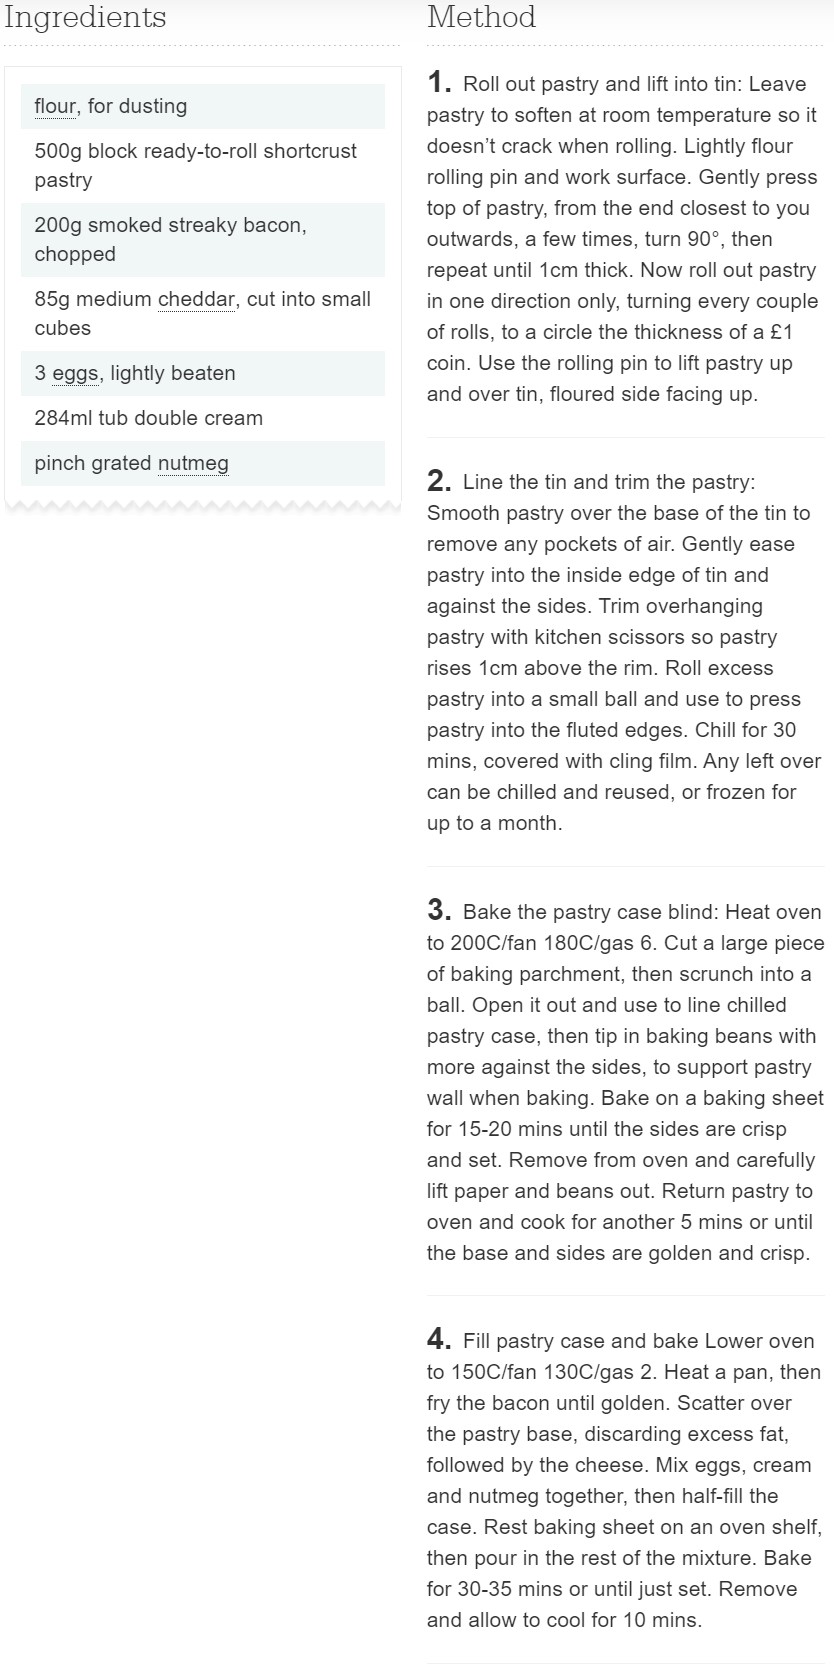 Ingredients
flour, for dusting
500g block ready-to-roll shortcrust
pastry
200g smoked streaky bacon,
chopped
85g medium cheddar, cut into small
cubes
3 eggs, lightly beaten
284ml tub double cream
pinch grated nutmeg
Method
1. Roll out pastry and lift into tin: Leave
pastry to soften at room temperature so it
doesn’t crack when rolling. Lightly flour
rolling pin and work surface. Gently press
top of pastry, from the end closest to you
outwards, a few times, turn 90°, then
repeat until 1cm thick. Now roll out pastry
in one direction only, turning every couple
of rolls, to a circle the thickness of a £1
coin. Use the rolling pin to lift pastry up
and over tin, floured side facing up.
2. Line the tin and trim the pastry:
Smooth pastry over the base of the tin to
remove any pockets of air. Gently ease
pastry into the inside edge of tin and
against the sides. Trim overhanging
pastry with kitchen scissors so pastry
rises 1cm above the rim. Roll excess
pastry into a small ball and use to press
pastry into the fluted edges. Chill for 30
mins, covered with cling film. Any left over
can be chilled and reused, or frozen for
up to a month.
3. Bake the pastry case blind: Heat oven
to 200C/fan 180C/gas 6. Cut a large piece
of baking parchment, then scrunch into a
ball. Open it out and use to line chilled
pastry case, then tip in baking beans with
more against the sides, to support pastry
wall when baking. Bake on a baking sheet
for 15-20 mins until the sides are crisp
and set. Remove from oven and carefully
lift paper and beans out. Return pastry to
oven and cook for another 5 mins or until
the base and sides are golden and crisp.
4. Fill pastry case and bake Lower oven
to 150C/fan 130C/gas 2. Heat a pan, then
fry the bacon until golden. Scatter over
the pastry base, discarding excess fat,
followed by the cheese. Mix eggs, cream
and nutmeg together, then half-fill the
case. Rest baking sheet on an oven shelf,
then pour in the rest of the mixture. Bake
for 30-35 mins or until just set. Remove
and allow to cool for 10 mins.